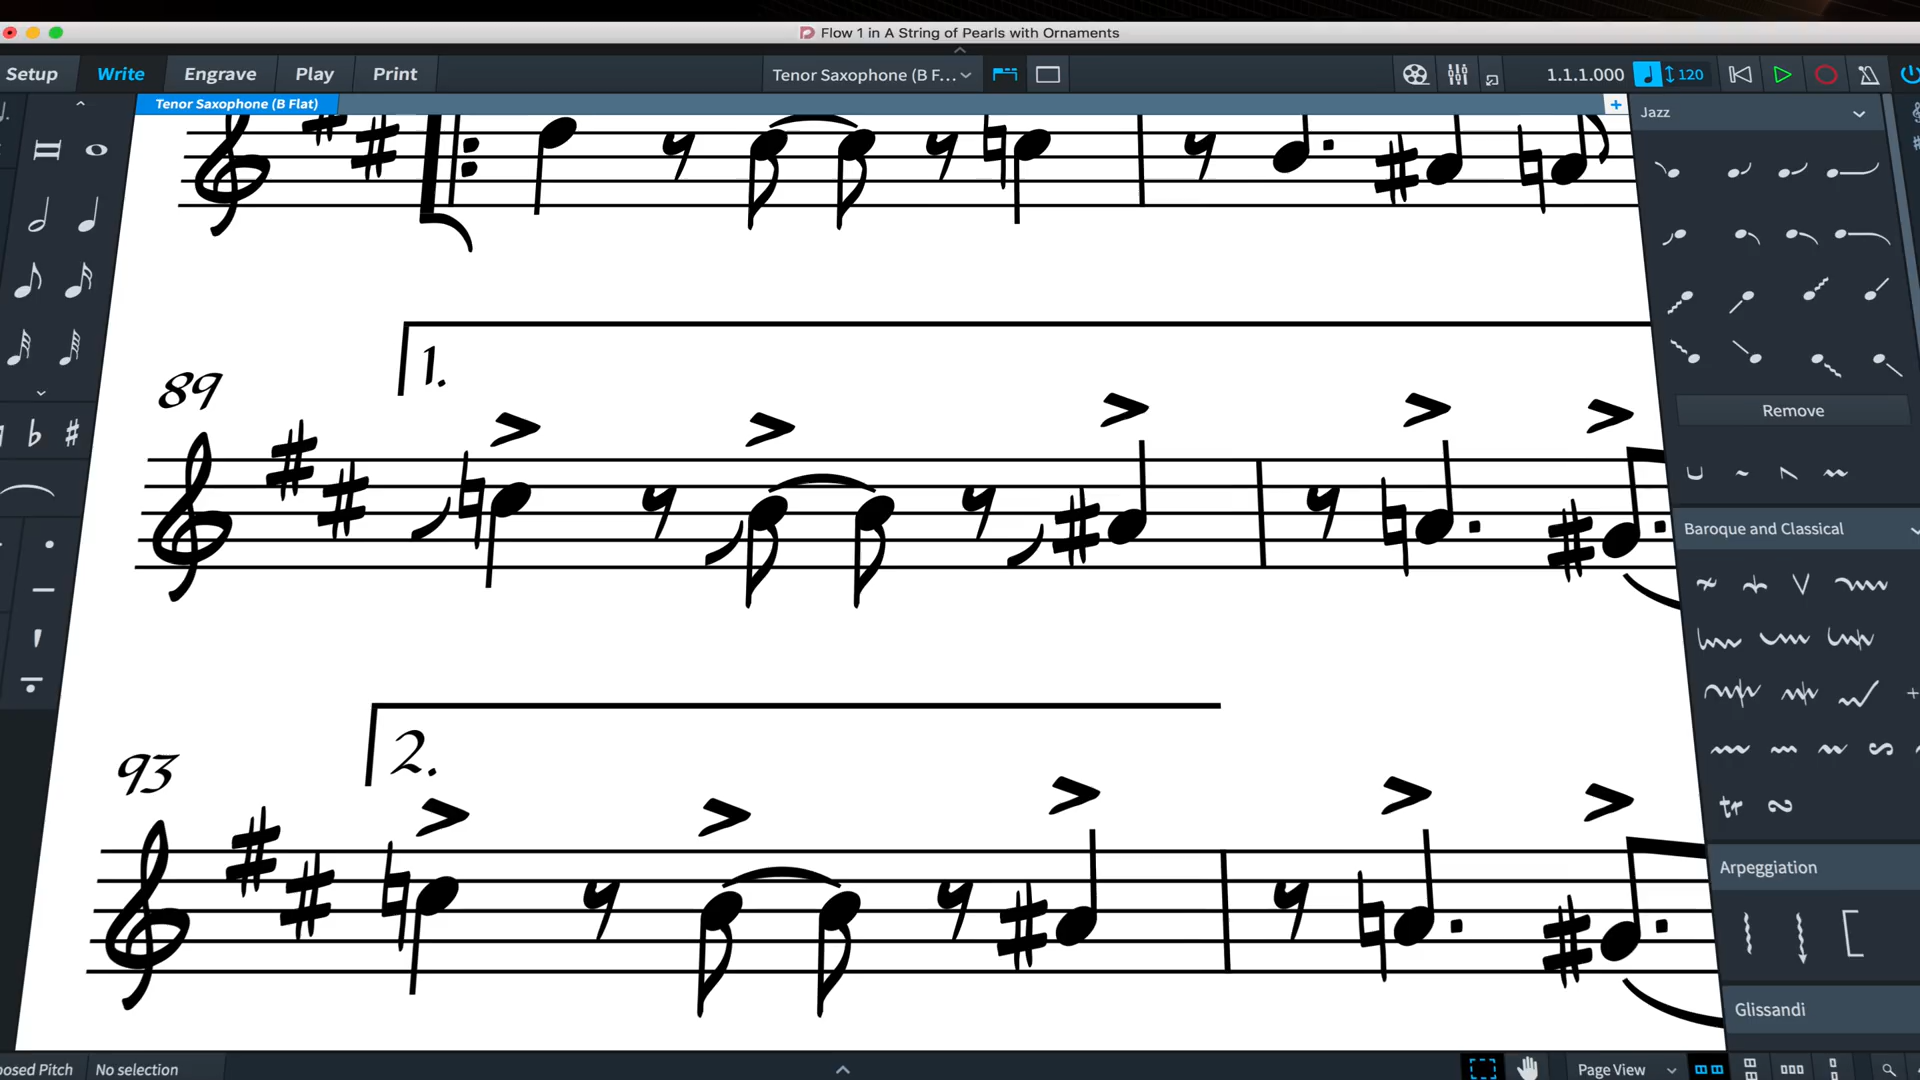 Flow 1 in A String of Pearls with Ornaments
Setup Write Engrave Play Print Tenor Saxophone (B F... 1.1.1.000 120
Tenor Saxophone (B Flat)
Jazz
1.
89
Remove
Baroque and Classical
2.
93
tr
Arpeggiation
Glissandi
posed Pitch No selection Page View